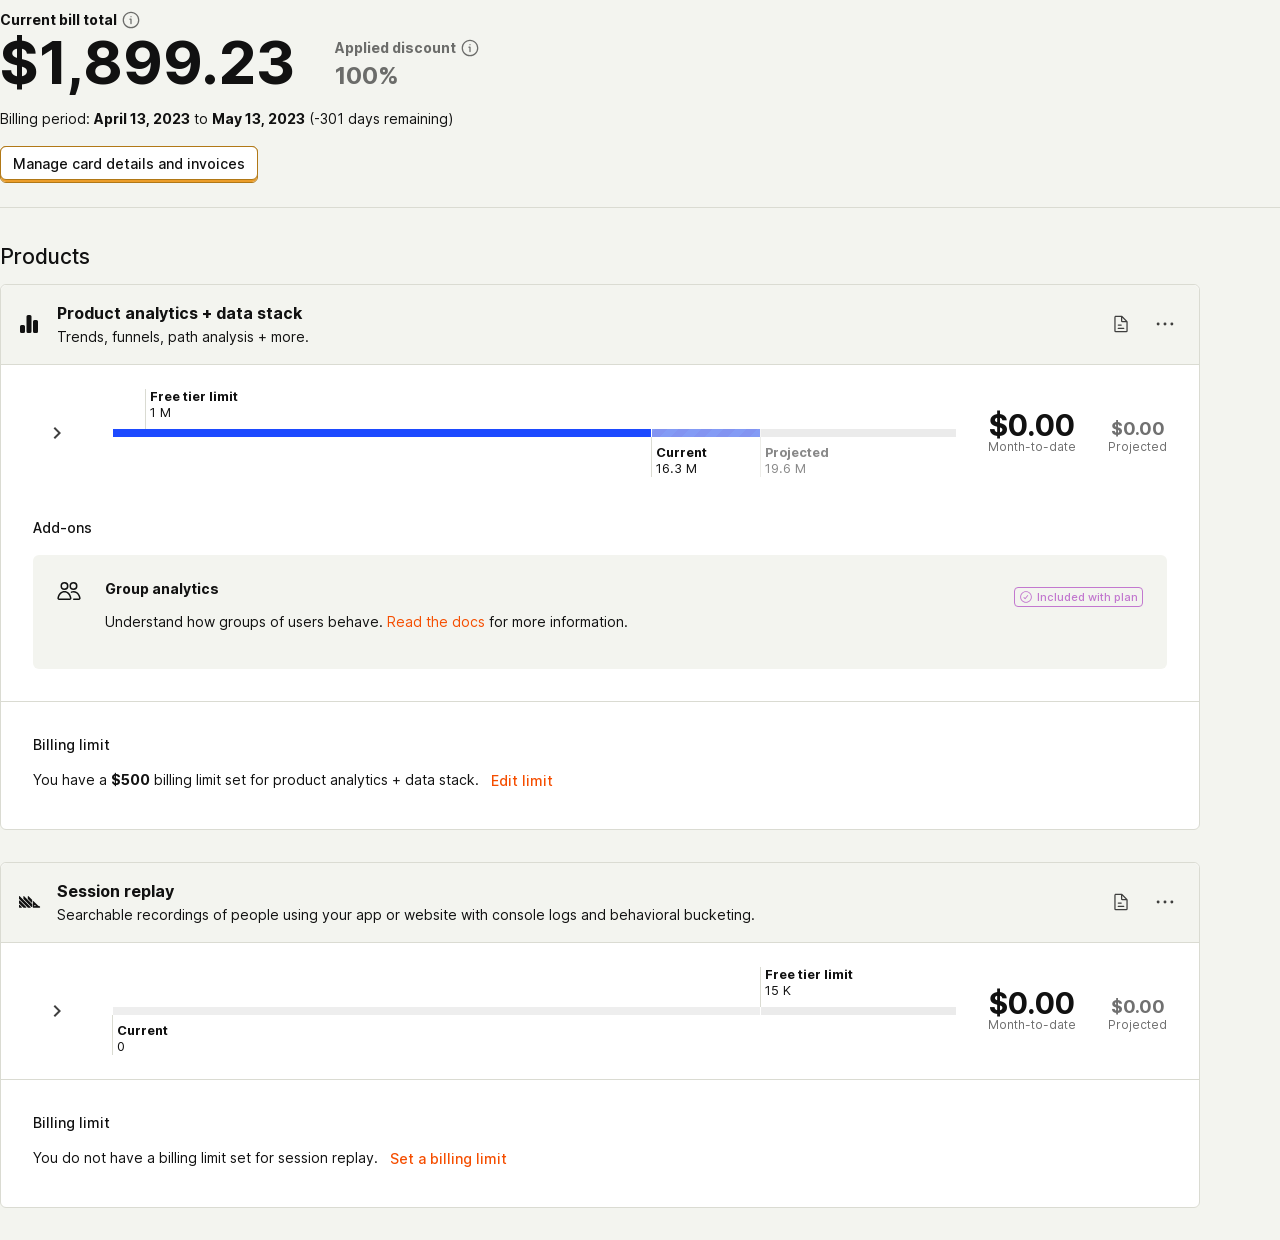 Current bill total
$1,899.23
Applied discount
100%
Billing period: April 13, 2023 to May 13, 2023 (-301 days remaining)
Manage card details and invoices
Products
Product analytics + data stack
Trends, funnels, path analysis + more.
Free tier limit
1 M
Current
16.3 M
Projected
19.6 M
$0.00
Month-to-date
$0.00
Projected
Add-ons
Group analytics
Included with plan
Understand how groups of users behave. Read the docs for more information.
Billing limit
You have a $500 billing limit set for product analytics + data stack. Edit limit
Session replay
Searchable recordings of people using your app or website with console logs and behavioral bucketing.
Free tier limit
15 K
Current
0
$0.00
Month-to-date
$0.00
Projected
Billing limit
You do not have a billing limit set for session replay. Set a billing limit